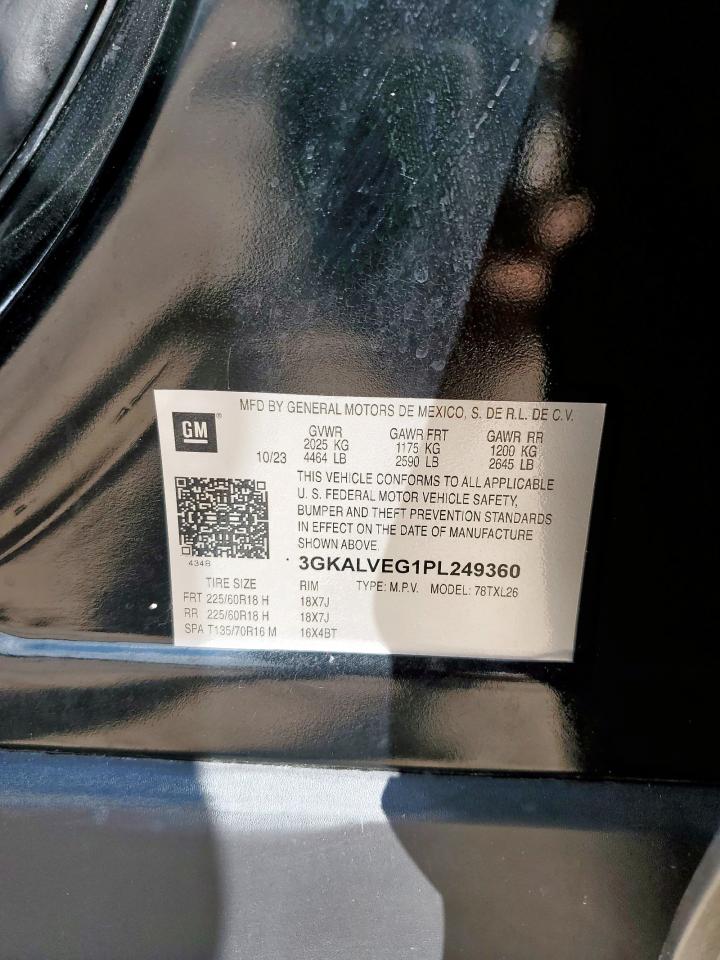 MFD BY GENERAL MOTORS DE MEXICO, S. DE R.L. DE C.V.
GM®
GVWR GAWR FRT GAWR RR
2025 KG 1175 KG 1200 KG
10/23 4464 LB 2590 LB 2645 LB
THIS VEHICLE CONFORMS TO ALL APPLICABLE
U.S. FEDERAL MOTOR VEHICLE SAFETY,
BUMPER AND THEFT PREVENTION STANDARDS
IN EFFECT ON THE DATE OF MANUFACTURE
SHOWN ABOVE.
434B
3GKALVEG1PL249360
TIRE SIZE RIM TYPE: M.P.V. MODEL: 78TXL26
FRT 225/60R18 H 18X7J
RR 225/60R18 H 18X7J
SPA T135/70R16 M 16X4BT